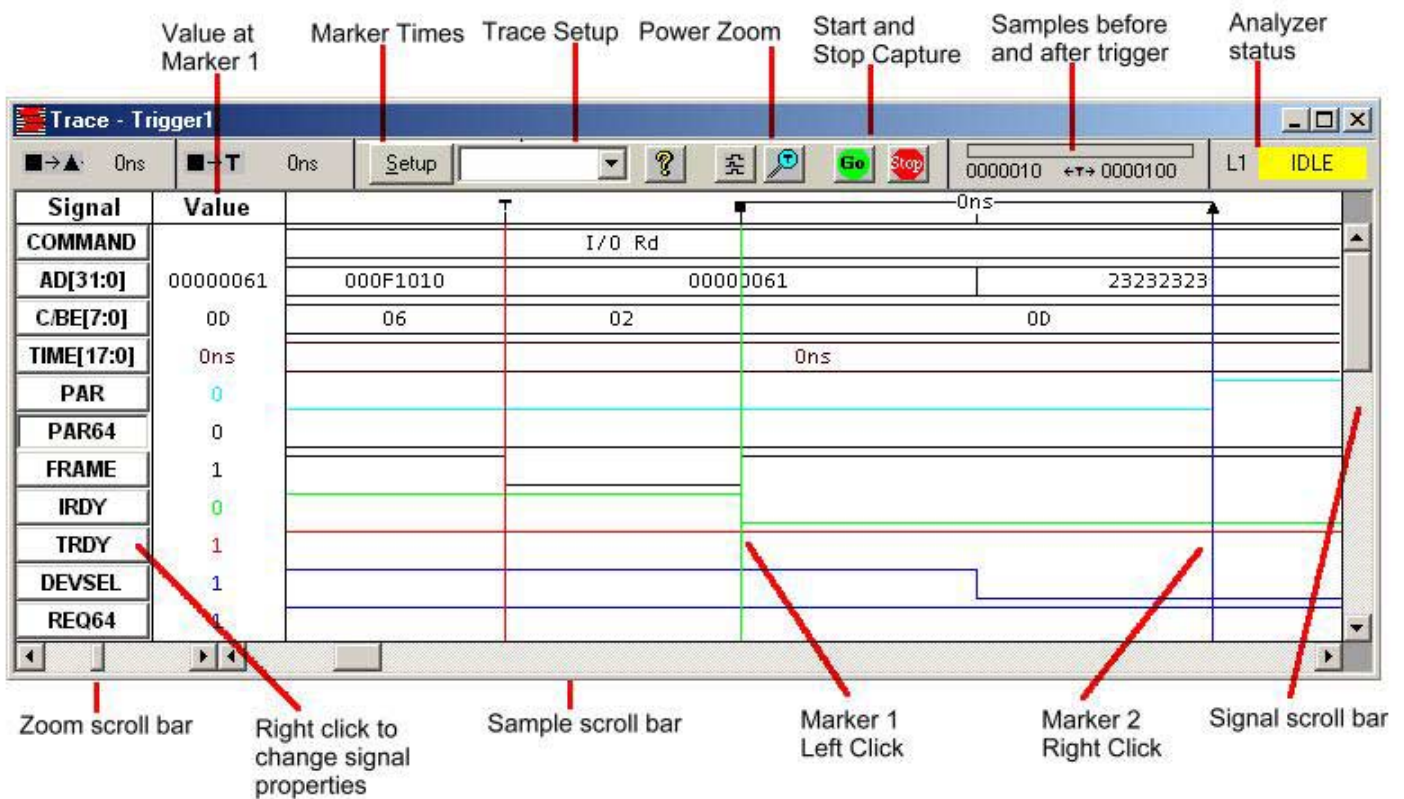 Value at
Marker 1
Marker Times
Trace Setup
Power Zoom
Start and
Stop Capture
Samples before
and after trigger
Analyzer
status
Trace - Trigger1
0ns
T
0ns
Setup
?
T
Go
Stop
0000010 ←T→ 0000100
L1
IDLE
Signal
Value
T
0ns
COMMAND
I/O Rd
AD[31:0]
00000061
000F1010
00000061
23232323
C/BE[7:0]
0D
06
02
0D
TIME[17:0]
0ns
0ns
PAR
0
PAR64
0
FRAME
1
IRDY
0
TRDY
1
DEVSEL
1
REQ64
1
Zoom scroll bar
Right click to
change signal
properties
Sample scroll bar
Marker 1
Left Click
Marker 2
Right Click
Signal scroll bar